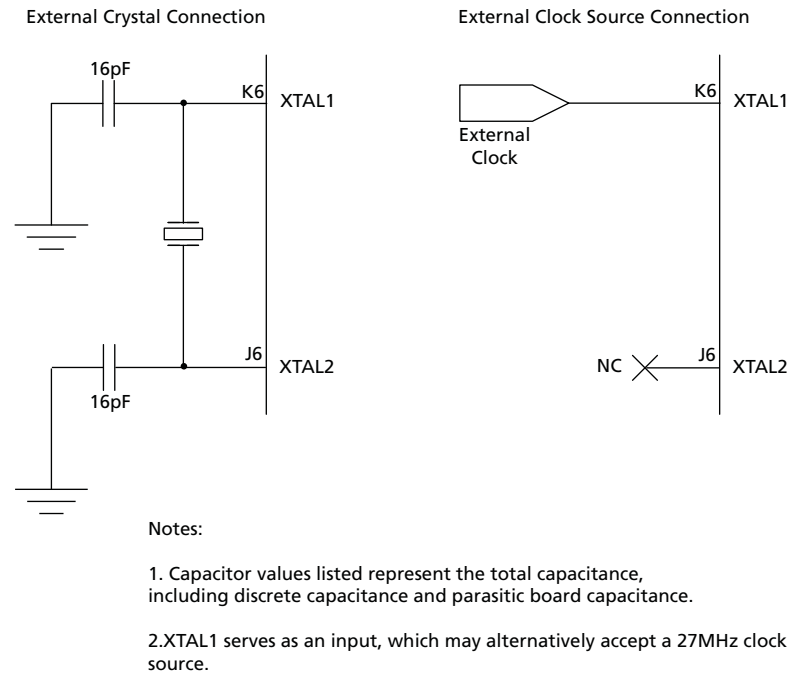 External Crystal Connection
External Clock Source Connection
16pF
K6
XTAL1
J6
XTAL2
16pF
K6
XTAL1
External
Clock
NC
J6
XTAL2
Notes:
1. Capacitor values listed represent the total capacitance,
including discrete capacitance and parasitic board capacitance.
2.XTAL1 serves as an input, which may alternatively accept a 27MHz clock
source.